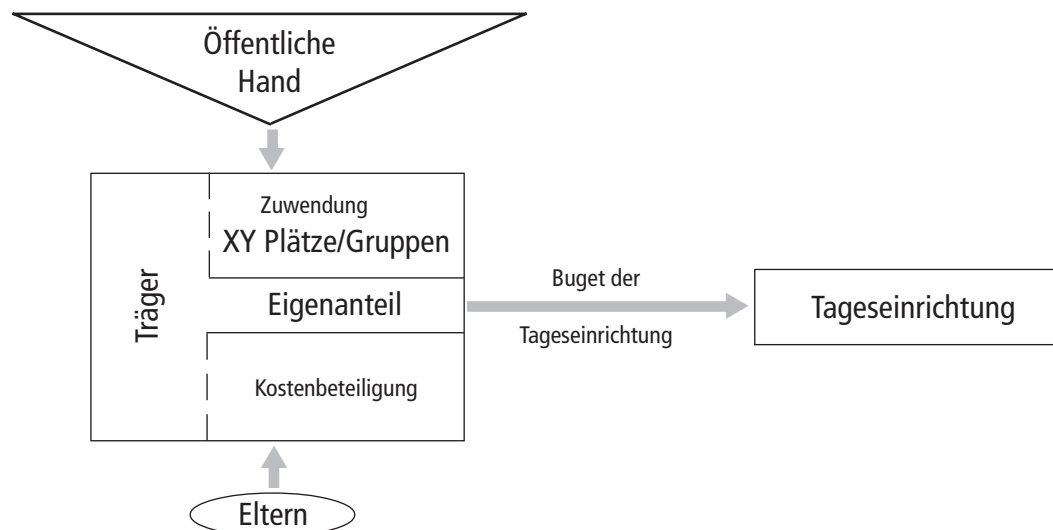 Öffentliche
Hand
Träger
Zuwendung
XY Plätze/Gruppen
Eigenanteil
Kostenbeteiligung
Buget der
Tageseinrichtung
Tageseinrichtung
Eltern